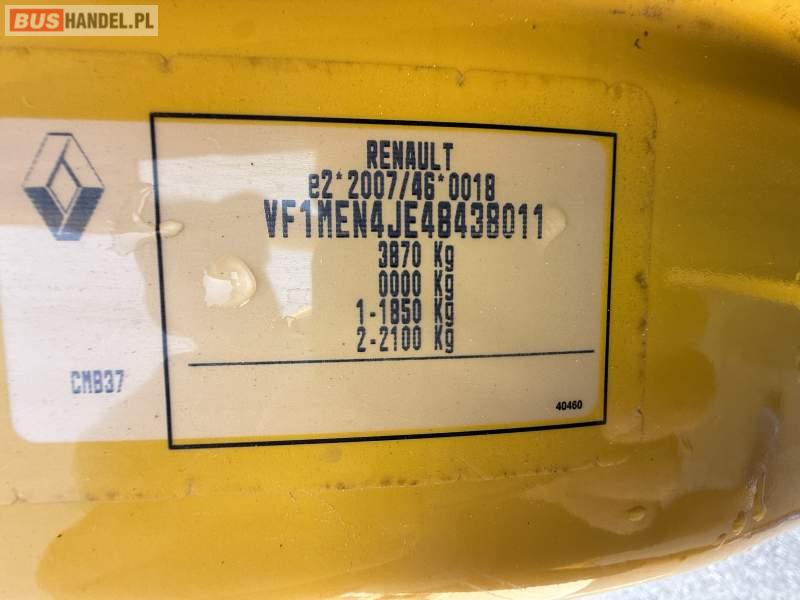 BUSHANDEL.PL
RENAULT
e2*2007/46*0018
VF1MEN4JE48438011
3870 Kg
0000 Kg
1-1850 Kg
2-2100 Kg
CMB37
40460